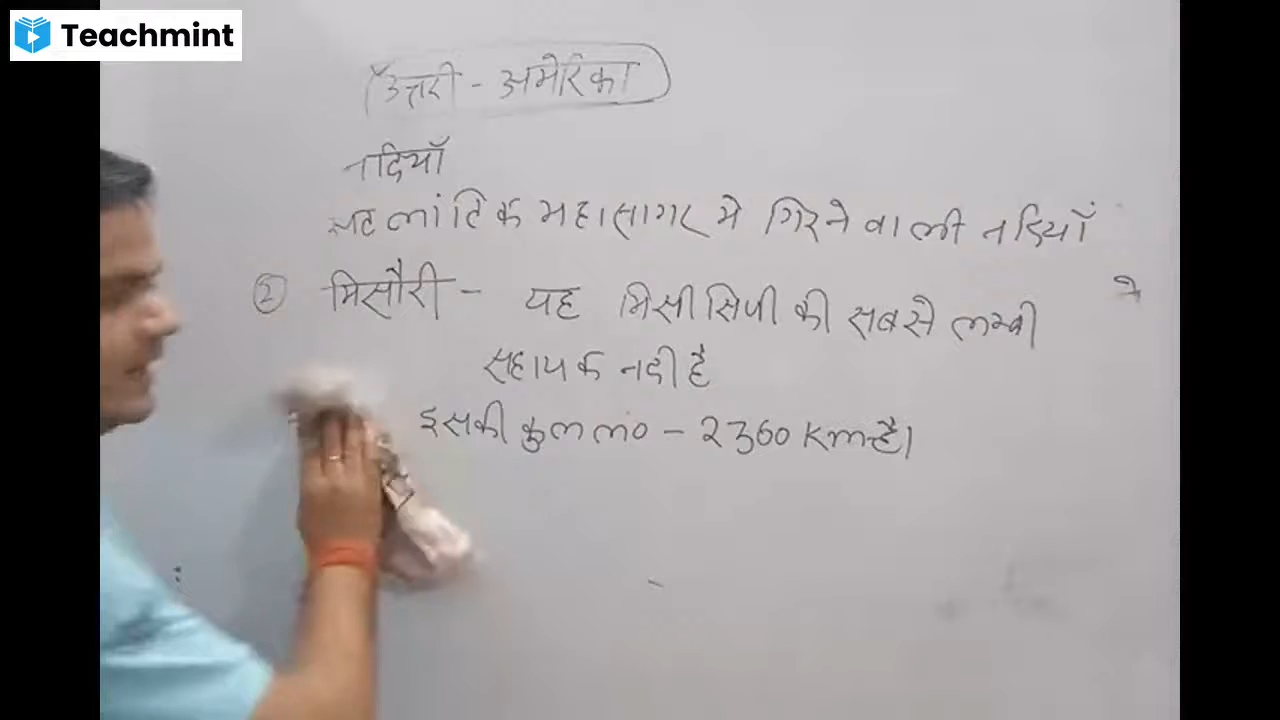 Teachmint
उत्तरी - अमेरिका
नदियाँ
अटलांटिक महासागर मे गिरने वाली नदियाँ
② मिसौरी - यह मिसीसिपी की सबसे लम्बी
सहायक नदी है
इसकी कुल ल० - 2360 Km है।